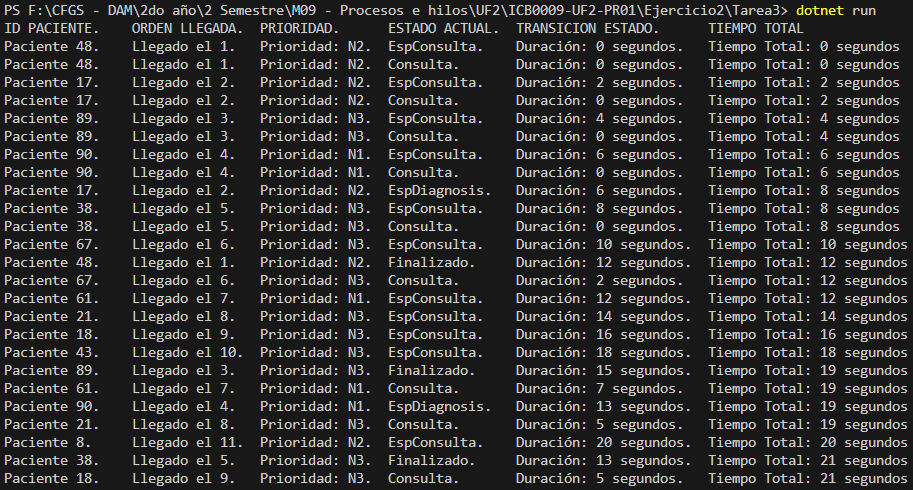 PS F:\CFGS - DAM\2do año\2 Semestre\M09 - Procesos e hilos\UF2\ICB0009-UF2-PR01\Ejercicio2\Tarea3> dotnet run
ID PACIENTE. ORDEN LLEGADA. PRIORIDAD. ESTADO ACTUAL. TRANSICION ESTADO. TIEMPO TOTAL
Paciente 48. Llegado el 1. Prioridad: N2. EspConsulta. Duración: 0 segundos. Tiempo Total: 0 segundos
Paciente 48. Llegado el 1. Prioridad: N2. Consulta. Duración: 0 segundos. Tiempo Total: 0 segundos
Paciente 17. Llegado el 2. Prioridad: N2. EspConsulta. Duración: 2 segundos. Tiempo Total: 2 segundos
Paciente 17. Llegado el 2. Prioridad: N2. Consulta. Duración: 0 segundos. Tiempo Total: 2 segundos
Paciente 89. Llegado el 3. Prioridad: N3. EspConsulta. Duración: 4 segundos. Tiempo Total: 4 segundos
Paciente 89. Llegado el 3. Prioridad: N3. Consulta. Duración: 0 segundos. Tiempo Total: 4 segundos
Paciente 90. Llegado el 4. Prioridad: N1. EspConsulta. Duración: 6 segundos. Tiempo Total: 6 segundos
Paciente 90. Llegado el 4. Prioridad: N1. Consulta. Duración: 0 segundos. Tiempo Total: 6 segundos
Paciente 17. Llegado el 2. Prioridad: N2. EspDiagnosis. Duración: 6 segundos. Tiempo Total: 8 segundos
Paciente 38. Llegado el 5. Prioridad: N3. EspConsulta. Duración: 8 segundos. Tiempo Total: 8 segundos
Paciente 38. Llegado el 5. Prioridad: N3. Consulta. Duración: 0 segundos. Tiempo Total: 8 segundos
Paciente 67. Llegado el 6. Prioridad: N3. EspConsulta. Duración: 10 segundos. Tiempo Total: 10 segundos
Paciente 48. Llegado el 1. Prioridad: N2. Finalizado. Duración: 12 segundos. Tiempo Total: 12 segundos
Paciente 67. Llegado el 6. Prioridad: N3. Consulta. Duración: 2 segundos. Tiempo Total: 12 segundos
Paciente 61. Llegado el 7. Prioridad: N1. EspConsulta. Duración: 12 segundos. Tiempo Total: 12 segundos
Paciente 21. Llegado el 8. Prioridad: N3. EspConsulta. Duración: 14 segundos. Tiempo Total: 14 segundos
Paciente 18. Llegado el 9. Prioridad: N3. EspConsulta. Duración: 16 segundos. Tiempo Total: 16 segundos
Paciente 43. Llegado el 10. Prioridad: N3. EspConsulta. Duración: 18 segundos. Tiempo Total: 18 segundos
Paciente 89. Llegado el 3. Prioridad: N3. Finalizado. Duración: 15 segundos. Tiempo Total: 19 segundos
Paciente 61. Llegado el 7. Prioridad: N1. Consulta. Duración: 7 segundos. Tiempo Total: 19 segundos
Paciente 90. Llegado el 4. Prioridad: N1. EspDiagnosis. Duración: 13 segundos. Tiempo Total: 19 segundos
Paciente 21. Llegado el 8. Prioridad: N3. Consulta. Duración: 5 segundos. Tiempo Total: 19 segundos
Paciente 8. Llegado el 11. Prioridad: N2. EspConsulta. Duración: 20 segundos. Tiempo Total: 20 segundos
Paciente 38. Llegado el 5. Prioridad: N3. Finalizado. Duración: 13 segundos. Tiempo Total: 21 segundos
Paciente 18. Llegado el 9. Prioridad: N3. Consulta. Duración: 5 segundos. Tiempo Total: 21 segundos